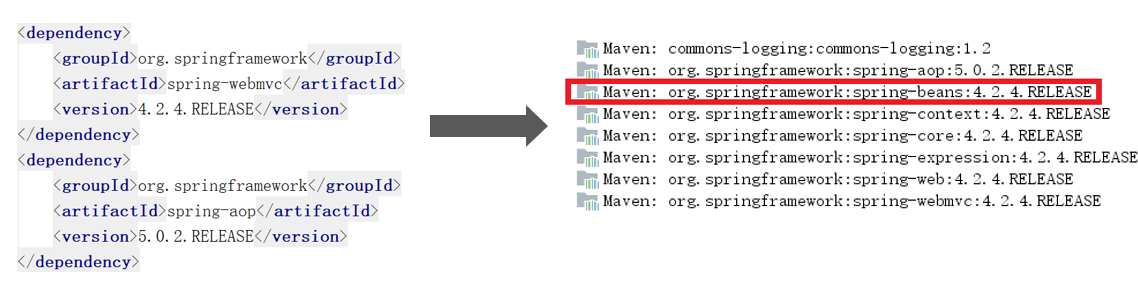 <dependency>
<groupId>org.springframework</groupId>
<artifactId>spring-webmvc</artifactId>
<version>4.2.4.RELEASE</version>
</dependency>
<dependency>
<groupId>org.springframework</groupId>
<artifactId>spring-aop</artifactId>
<version>5.0.2.RELEASE</version>
</dependency>
Maven: commons-logging:commons-logging:1.2
Maven: org.springframework:spring-aop:5.0.2.RELEASE
Maven: org.springframework:spring-beans:4.2.4.RELEASE
Maven: org.springframework:spring-context:4.2.4.RELEASE
Maven: org.springframework:spring-core:4.2.4.RELEASE
Maven: org.springframework:spring-expression:4.2.4.RELEASE
Maven: org.springframework:spring-web:4.2.4.RELEASE
Maven: org.springframework:spring-webmvc:4.2.4.RELEASE